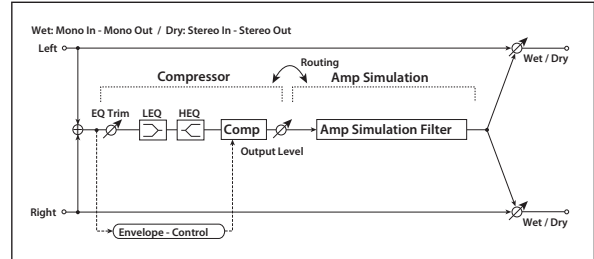 Wet: Mono In - Mono Out / Dry: Stereo In - Stereo Out
Left
Wet / Dry
Routing
Compressor
Amp Simulation
EQ Trim
LEQ
HEQ
Comp
Output Level
Amp Simulation Filter
Right
Wet / Dry
Envelope - Control